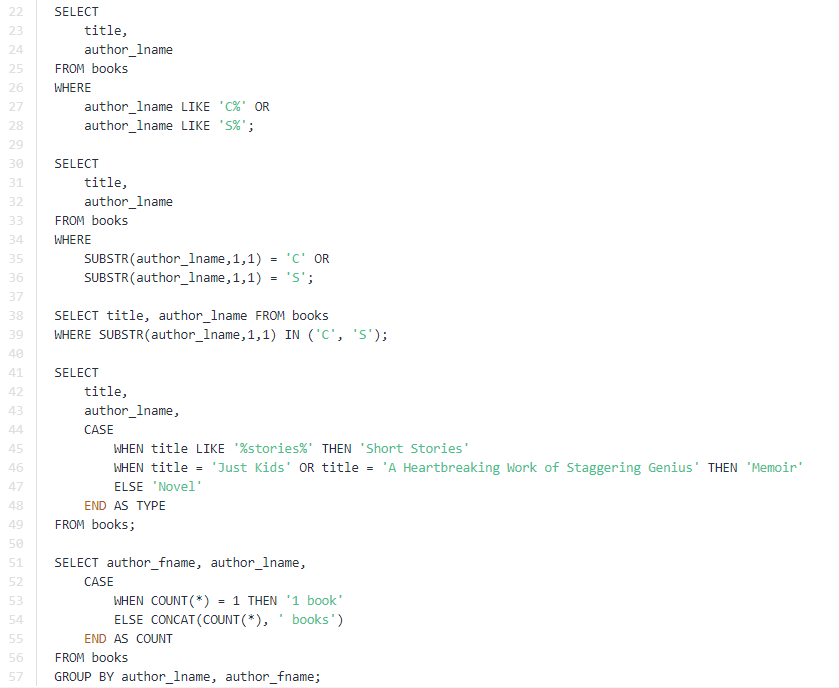 22 SELECT
23     title,
24     author_lname
25 FROM books
26 WHERE
27     author_lname LIKE 'C%' OR
28     author_lname LIKE 'S%';
29
30 SELECT
31     title,
32     author_lname
33 FROM books
34 WHERE
35     SUBSTR(author_lname,1,1) = 'C' OR
36     SUBSTR(author_lname,1,1) = 'S';
37
38 SELECT title, author_lname FROM books
39 WHERE SUBSTR(author_lname,1,1) IN ('C', 'S');
40
41 SELECT
42     title,
43     author_lname,
44     CASE
45         WHEN title LIKE '%stories%' THEN 'Short Stories'
46         WHEN title = 'Just Kids' OR title = 'A Heartbreaking Work of Staggering Genius' THEN 'Memoir'
47         ELSE 'Novel'
48     END AS TYPE
49 FROM books;
50
51 SELECT author_fname, author_lname,
52     CASE
53         WHEN COUNT(*) = 1 THEN '1 book'
54         ELSE CONCAT(COUNT(*), ' books')
55     END AS COUNT
56 FROM books
57 GROUP BY author_lname, author_fname;